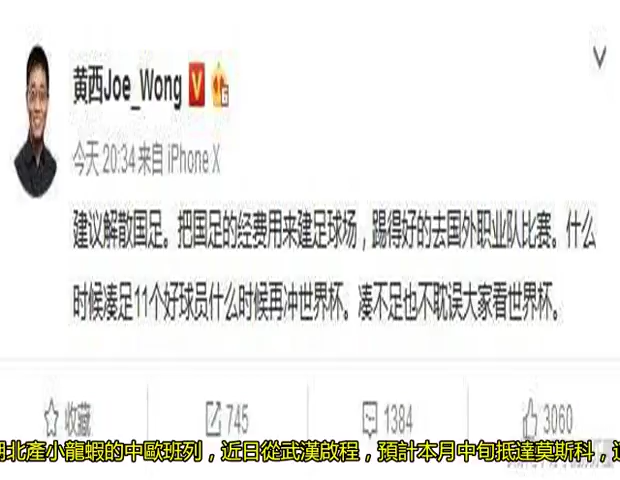 黄西Joe_Wong
今天 20:34 来自 iPhone X
建议解散国足。把国足的经费用来建足球场，踢得好的去国外职业队比赛。什么
时候凑足11个好球员什么时候再冲世界杯。凑不足也不耽误大家看世界杯。
收藏 745 1384 3060
北產小龍蝦的中歐班列，近日從武漢啟程，預計本月中旬抵達莫斯科，